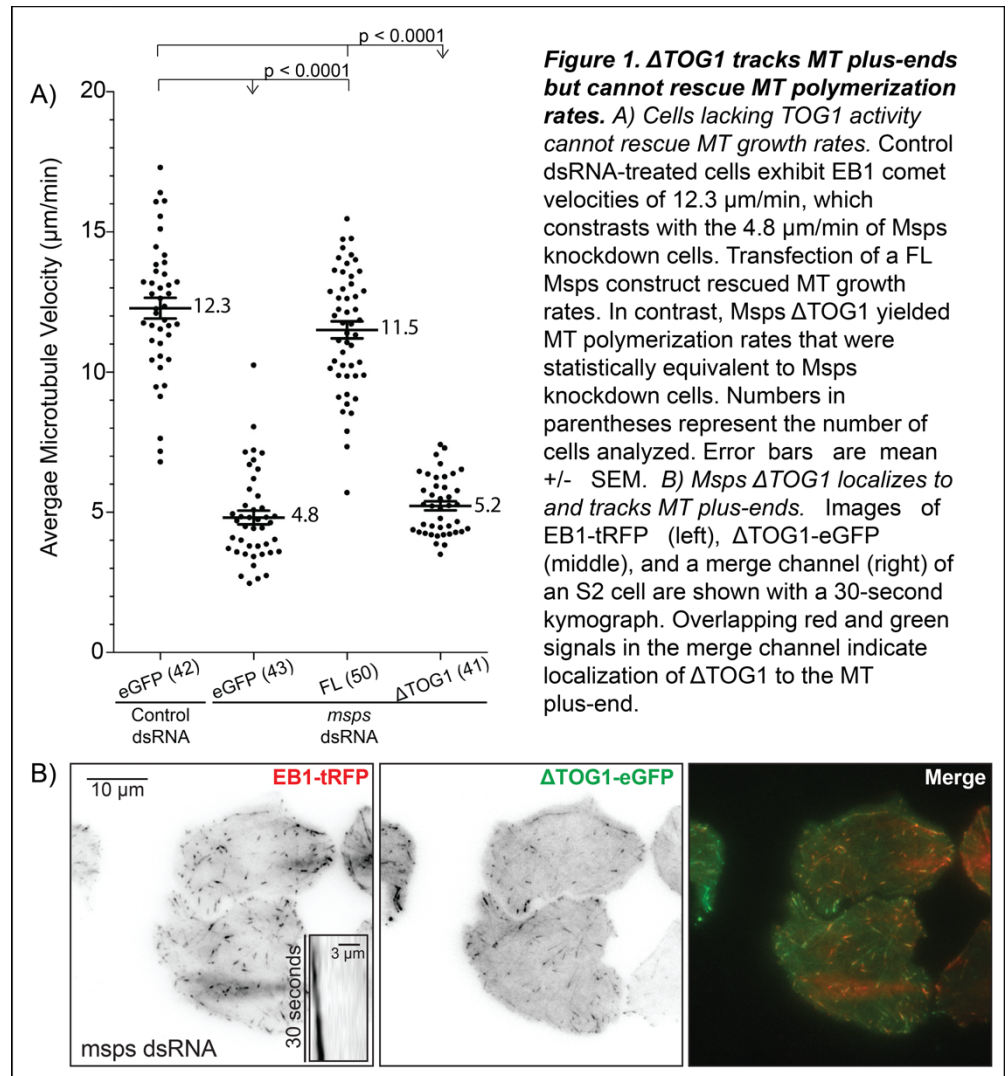 p < 0.0001
p < 0.0001
A)
20
15
10
5
0
Avergae Microtubule Velocity (µm/min)
12.3
4.8
11.5
5.2
eGFP (42)
eGFP (43)
FL (50)
ΔTOG1 (41)
Control
dsRNA
msps
dsRNA
Figure 1. ΔTOG1 tracks MT plus-ends
but cannot rescue MT polymerization
rates. A) Cells lacking TOG1 activity
cannot rescue MT growth rates. Control
dsRNA-treated cells exhibit EB1 comet
velocities of 12.3 µm/min, which
constrasts with the 4.8 µm/min of Msps
knockdown cells. Transfection of a FL
Msps construct rescued MT growth
rates. In contrast, Msps ΔTOG1 yielded
MT polymerization rates that were
statistically equivalent to Msps
knockdown cells. Numbers in
parentheses represent the number of
cells analyzed. Error bars are mean
+/- SEM. B) Msps ΔTOG1 localizes to
and tracks MT plus-ends. Images of
EB1-tRFP (left), ΔTOG1-eGFP
(middle), and a merge channel (right) of
an S2 cell are shown with a 30-second
kymograph. Overlapping red and green
signals in the merge channel indicate
localization of ΔTOG1 to the MT
plus-end.
B)
10 µm
EB1-tRFP
ΔTOG1-eGFP
Merge
3 µm
30 seconds
msps dsRNA